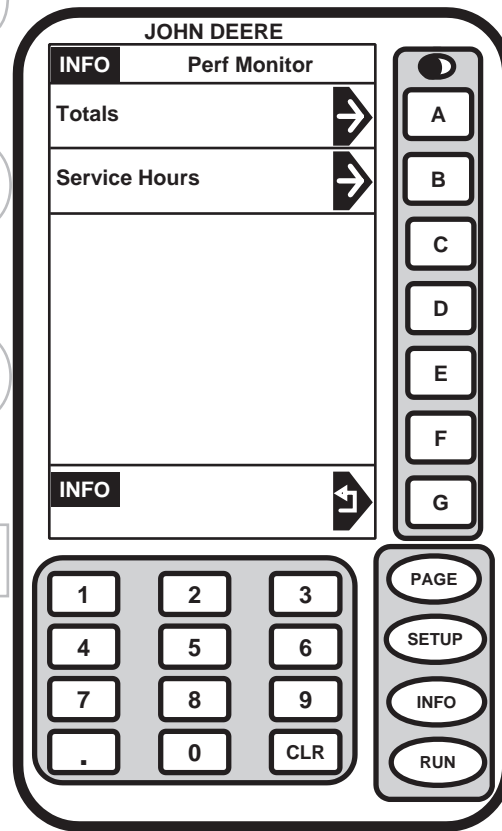 JOHN DEERE
INFO Perf Monitor
Totals
Service Hours
INFO
A
B
C
D
E
F
G
PAGE
SETUP
INFO
RUN
1 2 3
4 5 6
7 8 9
. 0 CLR